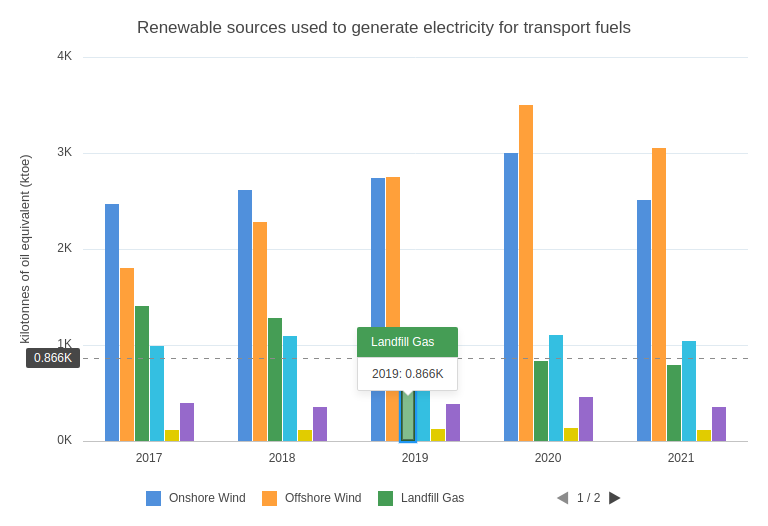 Renewable sources used to generate electricity for transport fuels
kilotonnes of oil equivalent (ktoe)
4K
3K
2K
1K
0K
0.866K
Landfill Gas
2019: 0.866K
2017
2018
2019
2020
2021
Onshore Wind
Offshore Wind
Landfill Gas
1 / 2